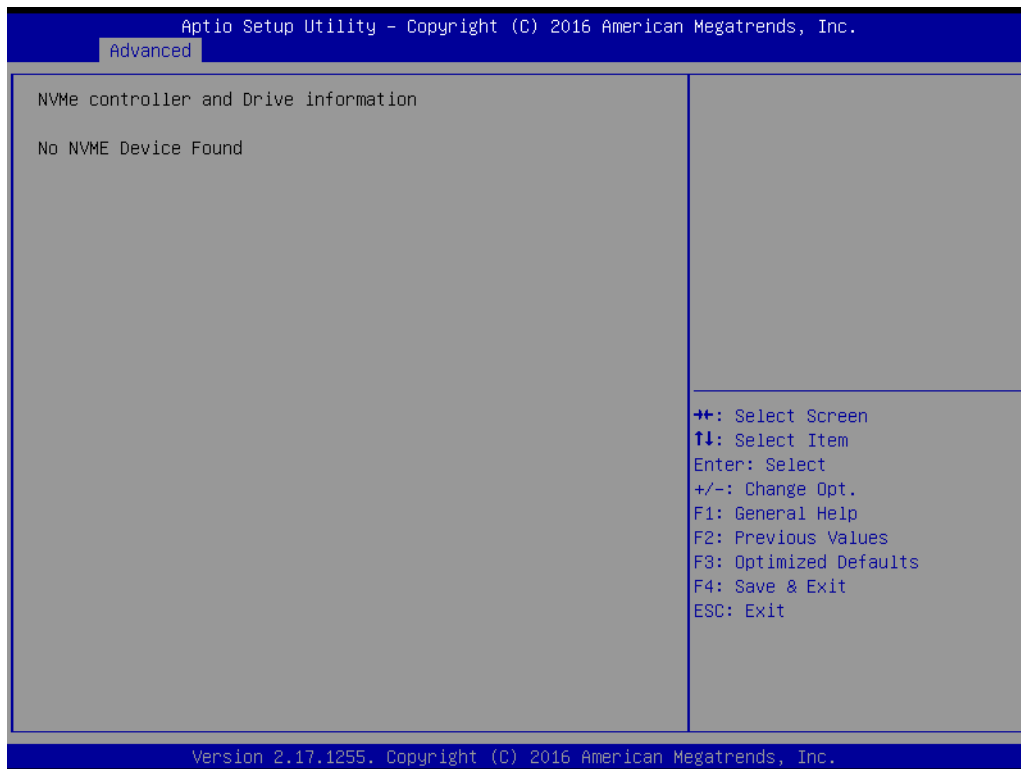 Aptio Setup Utility – Copyright (C) 2016 American Megatrends, Inc.
Advanced
NVMe controller and Drive information
No NVME Device Found
→←: Select Screen
↑↓: Select Item
Enter: Select
+/-: Change Opt.
F1: General Help
F2: Previous Values
F3: Optimized Defaults
F4: Save & Exit
ESC: Exit
Version 2.17.1255. Copyright (C) 2016 American Megatrends, Inc.